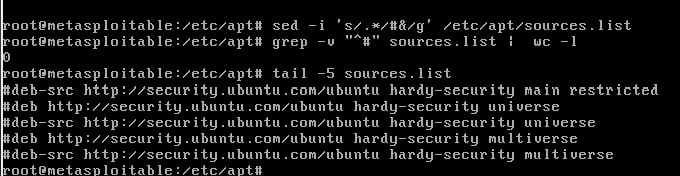 root@metasploitable:/etc/apt# sed -i 's/.*/#&/g' /etc/apt/sources.list
root@metasploitable:/etc/apt# grep -v "^#" sources.list |  wc -l
0
root@metasploitable:/etc/apt# tail -5 sources.list
#deb-src http://security.ubuntu.com/ubuntu hardy-security main restricted
#deb http://security.ubuntu.com/ubuntu hardy-security universe
#deb-src http://security.ubuntu.com/ubuntu hardy-security universe
#deb http://security.ubuntu.com/ubuntu hardy-security multiverse
#deb-src http://security.ubuntu.com/ubuntu hardy-security multiverse
root@metasploitable:/etc/apt#